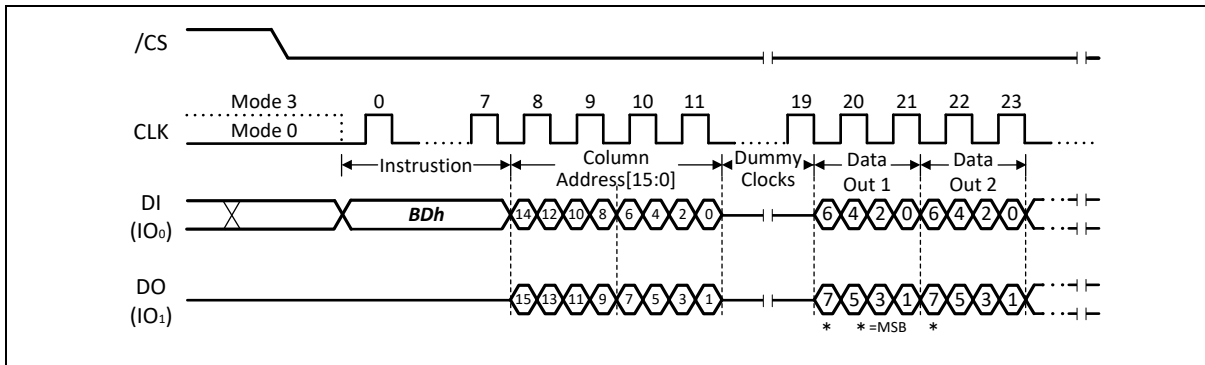 /CS
Mode 3 0 7 8 9 10 11 19 20 21 22 23
CLK Mode 0
Instrustion Column Dummy Data Data
Address[15:0] Clocks Out 1 Out 2
DI BDh 14 12 10 8 6 4 2 0 6 4 2 0 6 4 2 0
(IO₀)
DO 15 13 11 9 7 5 3 1 7 5 3 1 7 5 3 1
(IO₁)
* * =MSB *